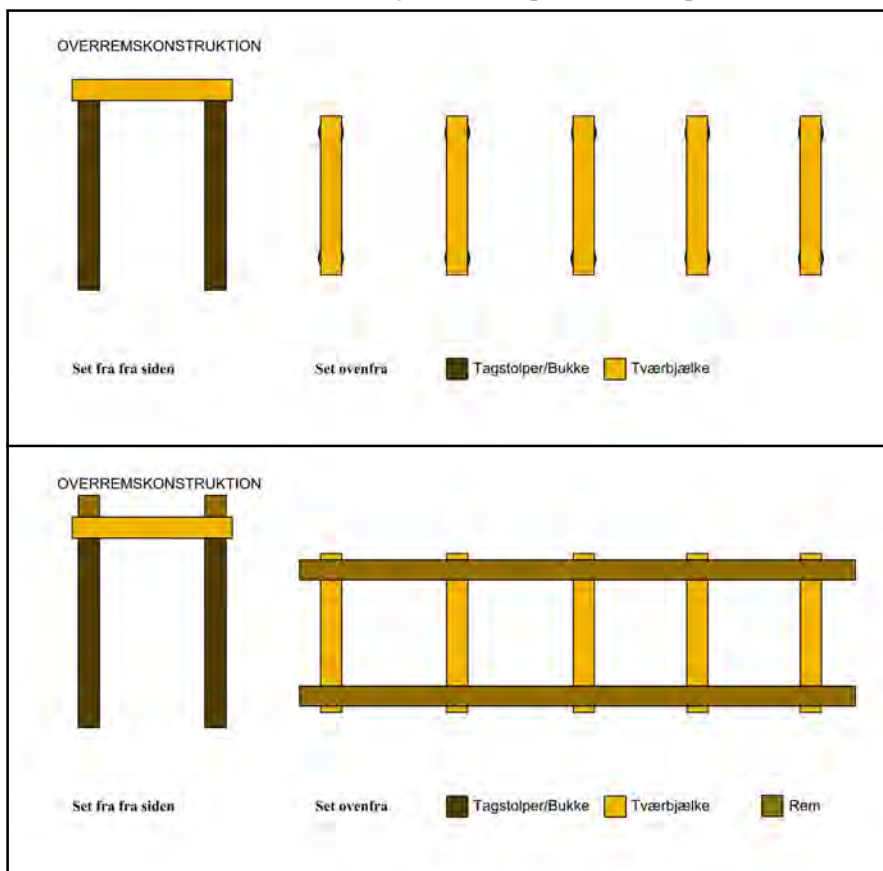 OVERREMSKONSTRUKTION
Set fra fra siden
Set ovenfra
Tagstolper/Bukke
Tværbjælke
OVERREMSKONSTRUKTION
Set fra fra siden
Set ovenfra
Tagstolper/Bukke
Tværbjælke
Rem